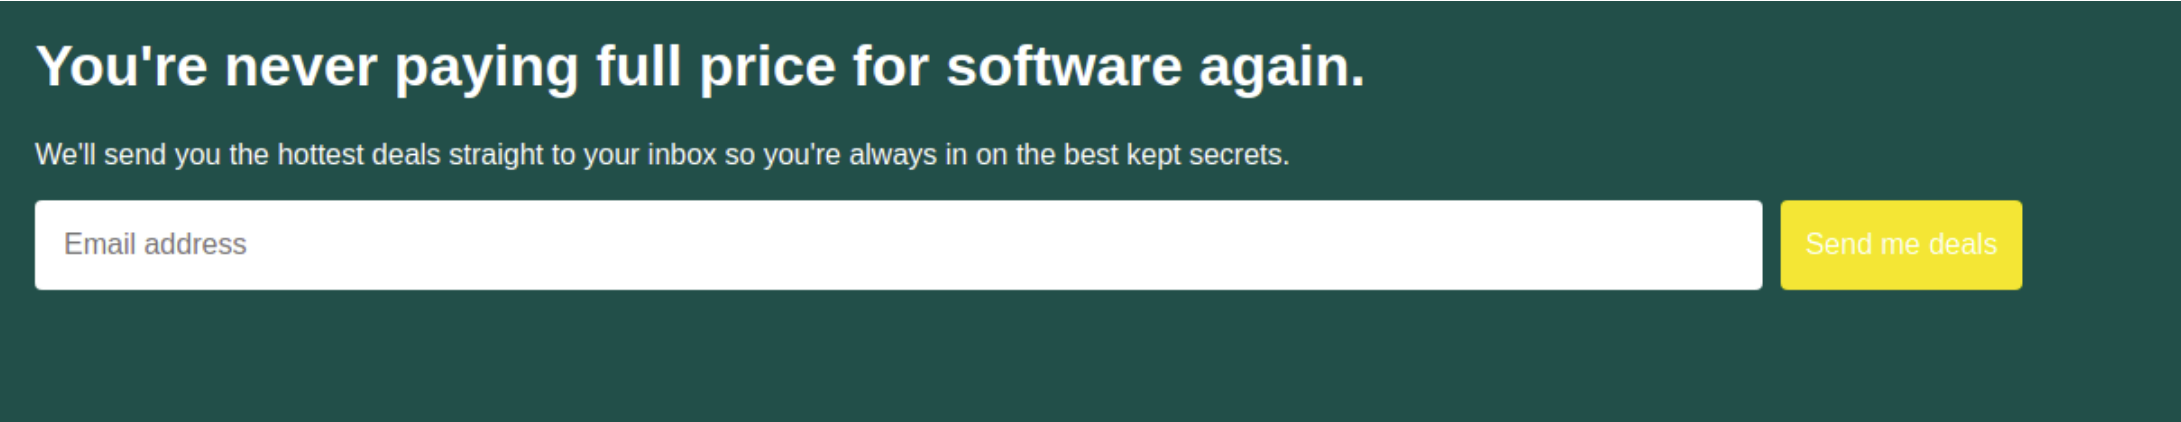 You're never paying full price for software again.
We'll send you the hottest deals straight to your inbox so you're always in on the best kept secrets.
Email address
Send me deals